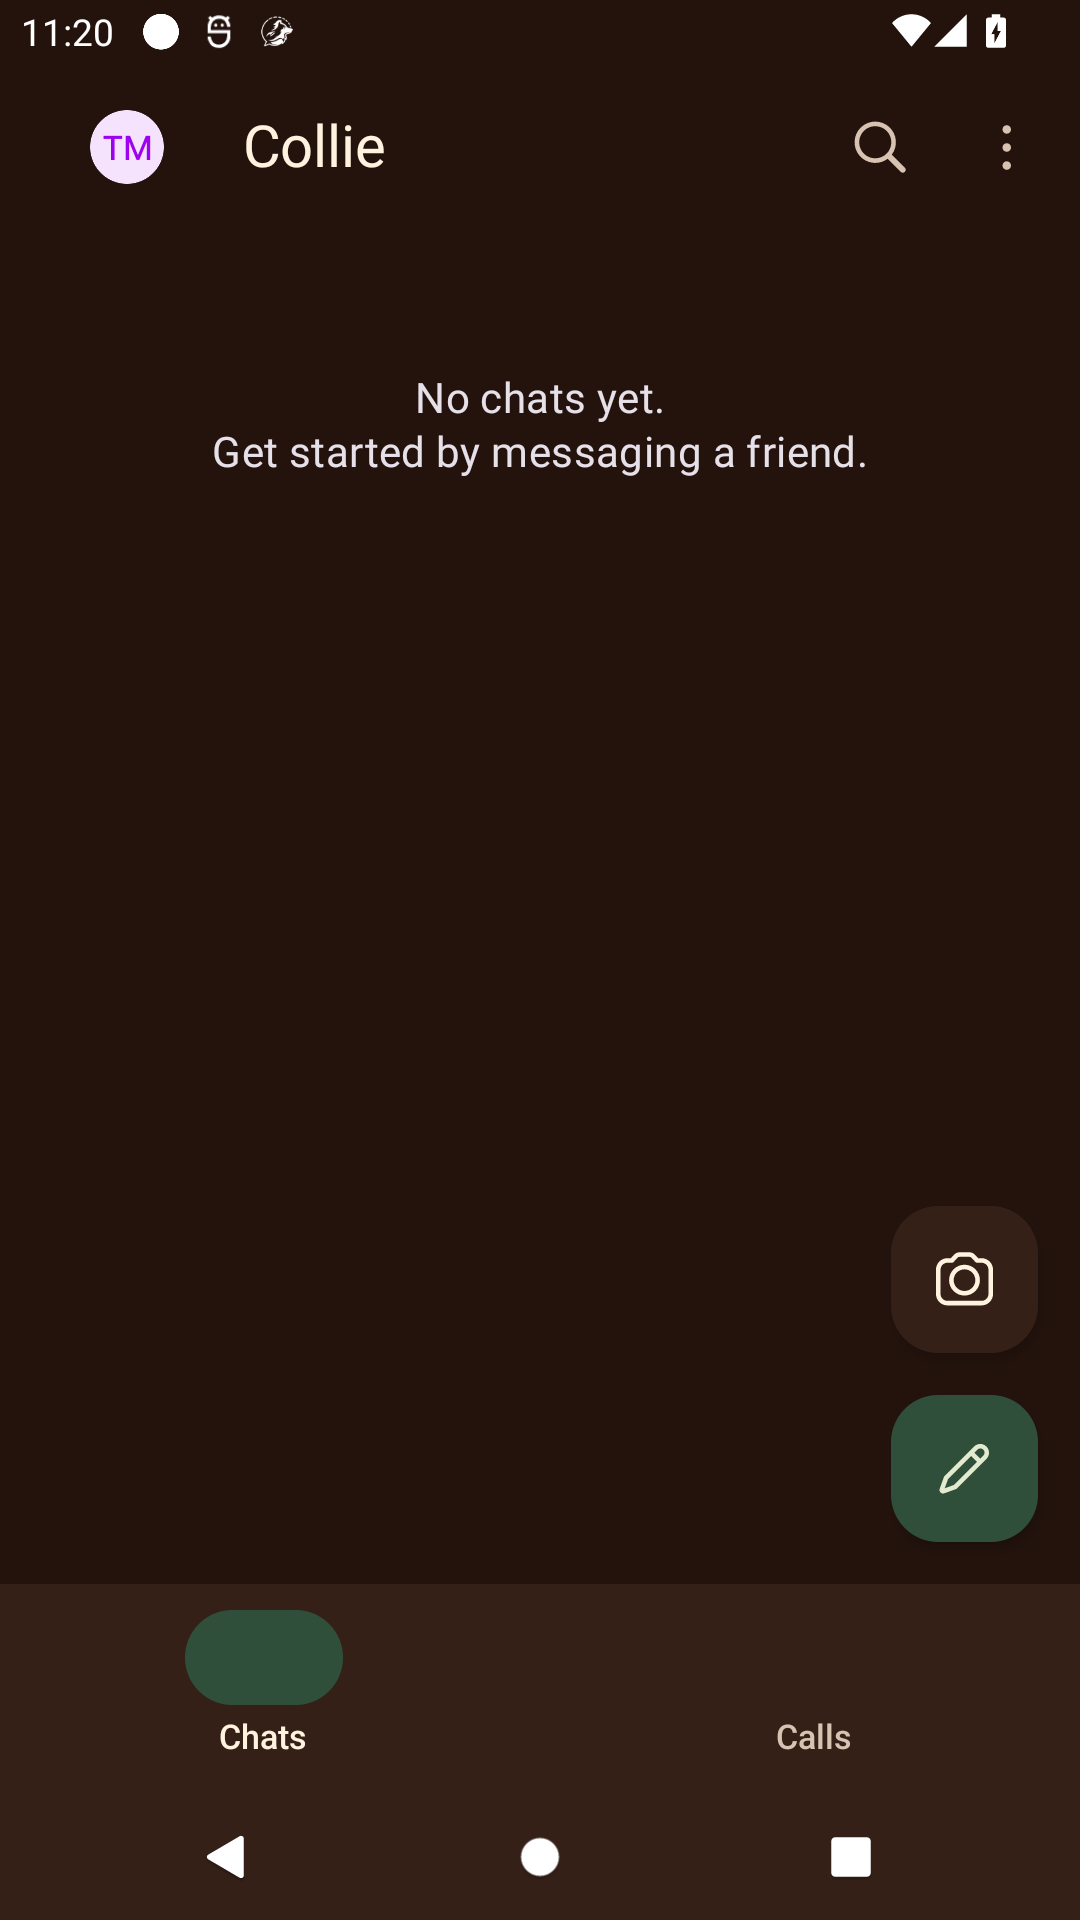 11:20
TM
Collie
No chats yet.
Get started by messaging a friend.
Chats
Calls